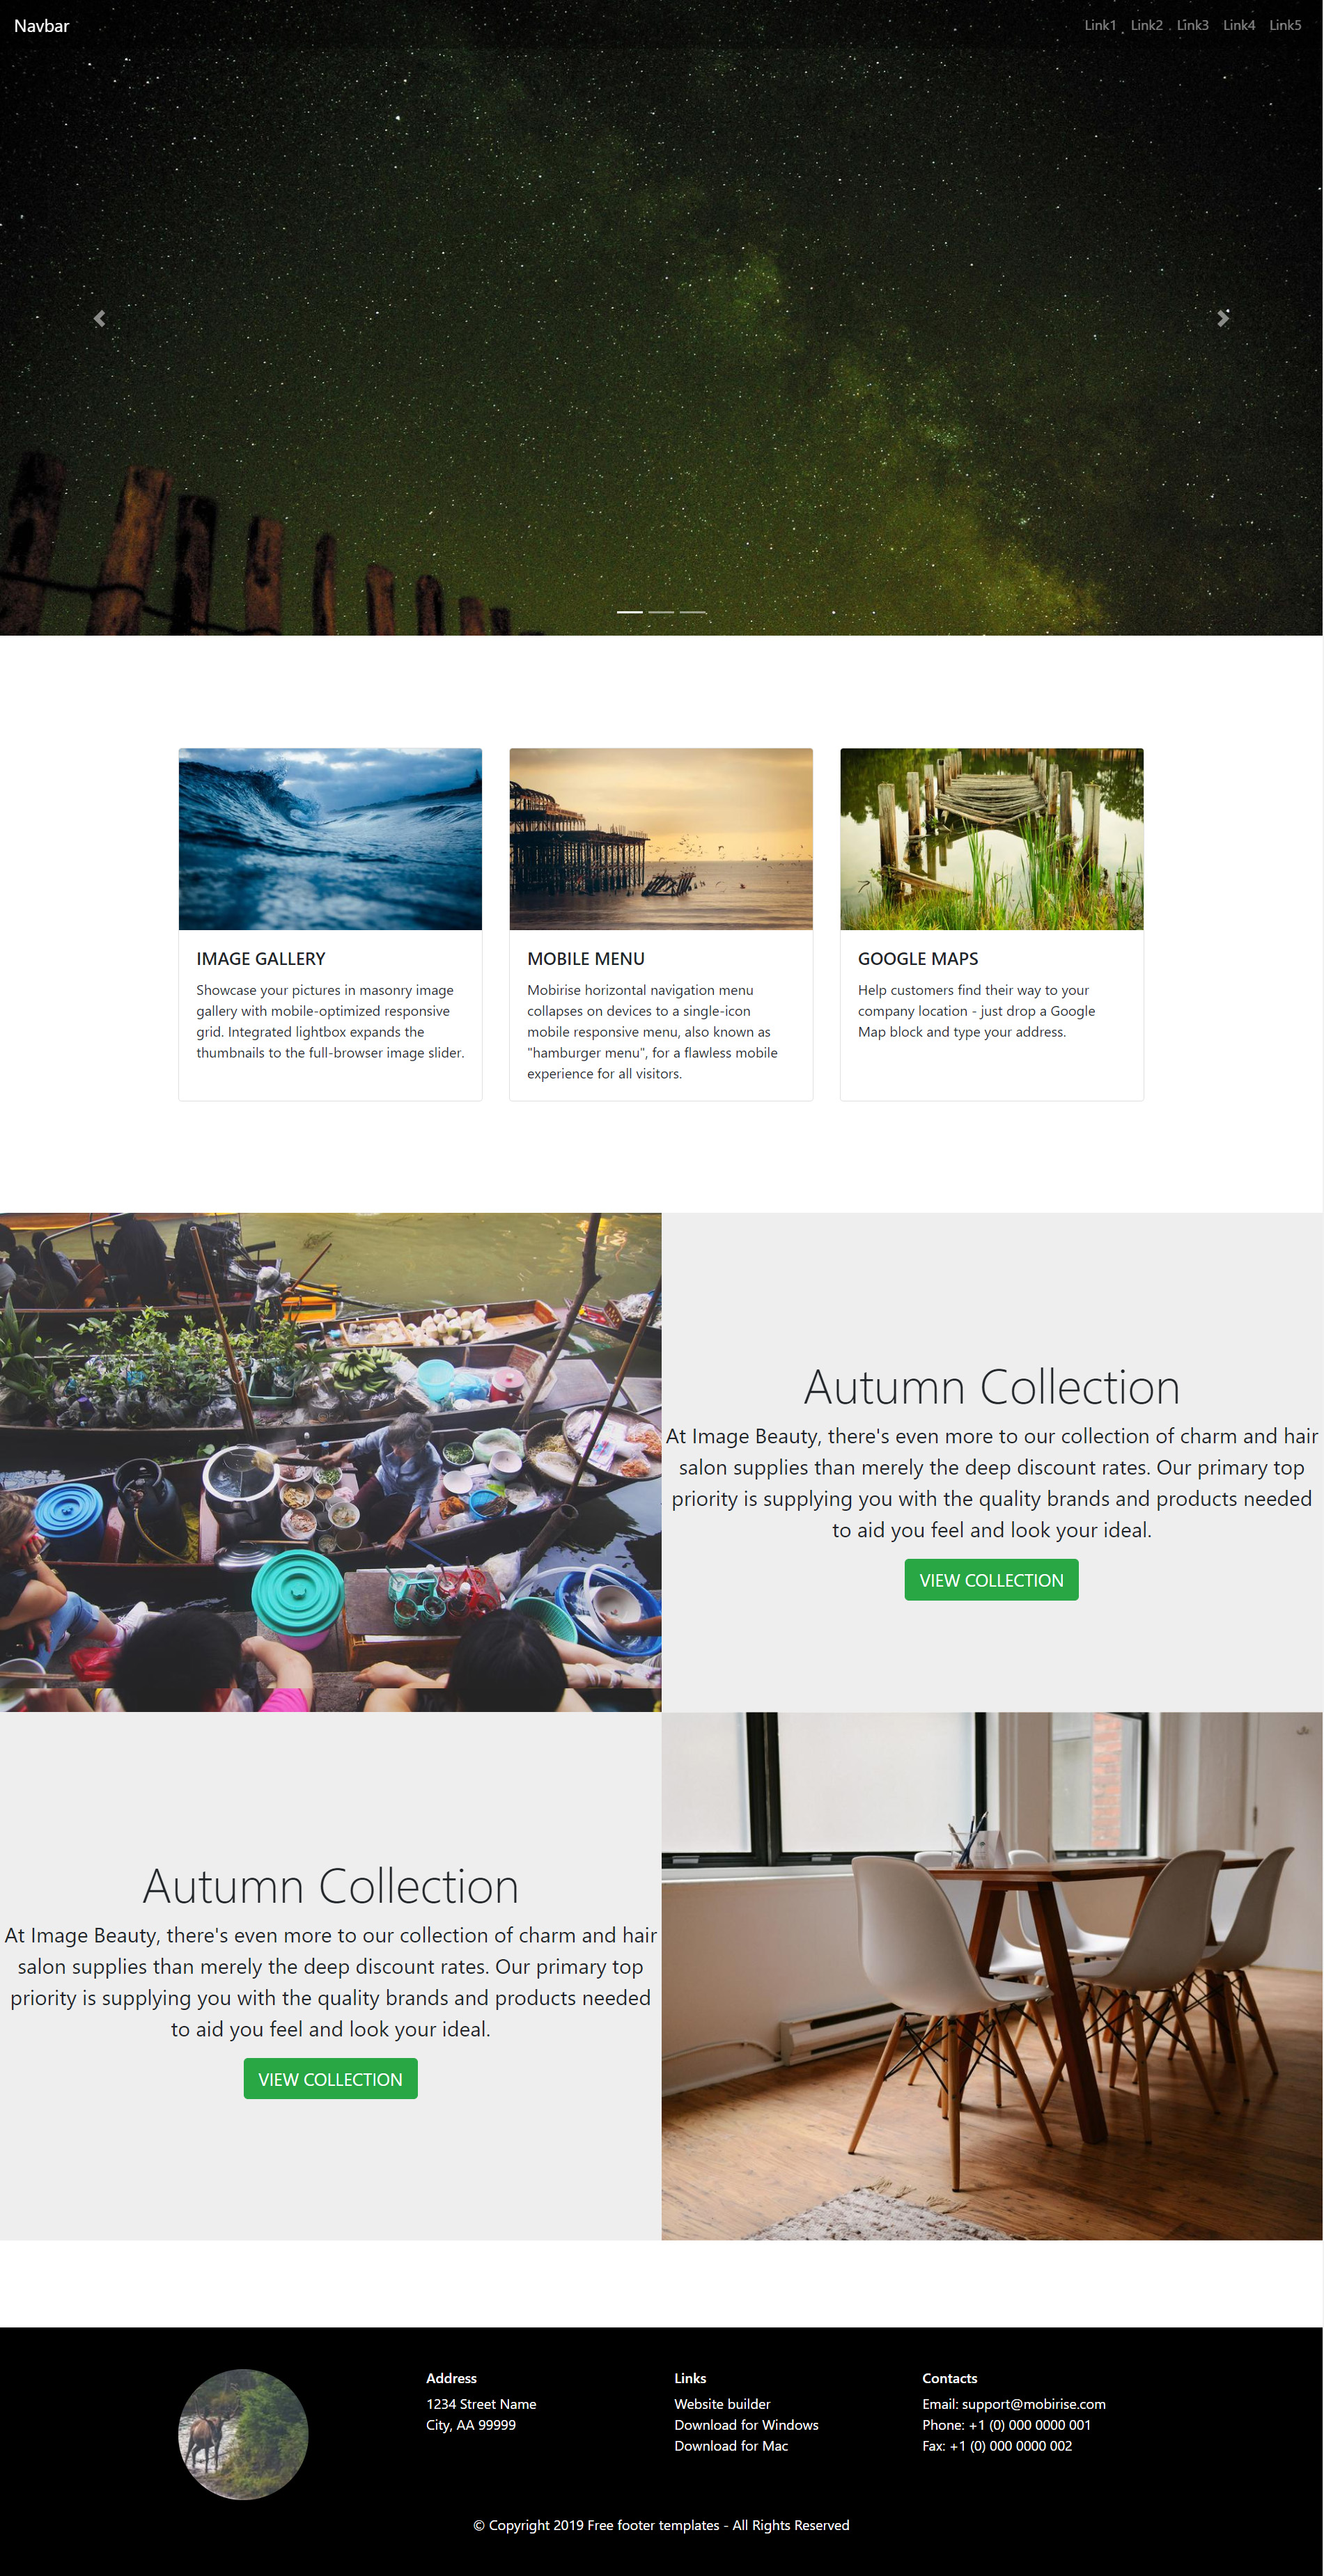 Navbar
Link1 Link2 Link3 Link4 Link5
IMAGE GALLERY
Showcase your pictures in masonry image
gallery with mobile-optimized responsive
grid. Integrated lightbox expands the
thumbnails to the full-browser image slider.
MOBILE MENU
Mobirise horizontal navigation menu
collapses on devices to a single-icon
mobile responsive menu, also known as
"hamburger menu", for a flawless mobile
experience for all visitors.
GOOGLE MAPS
Help customers find their way to your
company location - just drop a Google
Map block and type your address.
Autumn Collection
At Image Beauty, there's even more to our collection of charm and hair
salon supplies than merely the deep discount rates. Our primary top
priority is supplying you with the quality brands and products needed
to aid you feel and look your ideal.
VIEW COLLECTION
Autumn Collection
At Image Beauty, there's even more to our collection of charm and hair
salon supplies than merely the deep discount rates. Our primary top
priority is supplying you with the quality brands and products needed
to aid you feel and look your ideal.
VIEW COLLECTION
Address
1234 Street Name
City, AA 99999
Links
Website builder
Download for Windows
Download for Mac
Contacts
Email: support@mobirise.com
Phone: +1 (0) 000 0000 001
Fax: +1 (0) 000 0000 002
© Copyright 2019 Free footer templates - All Rights Reserved